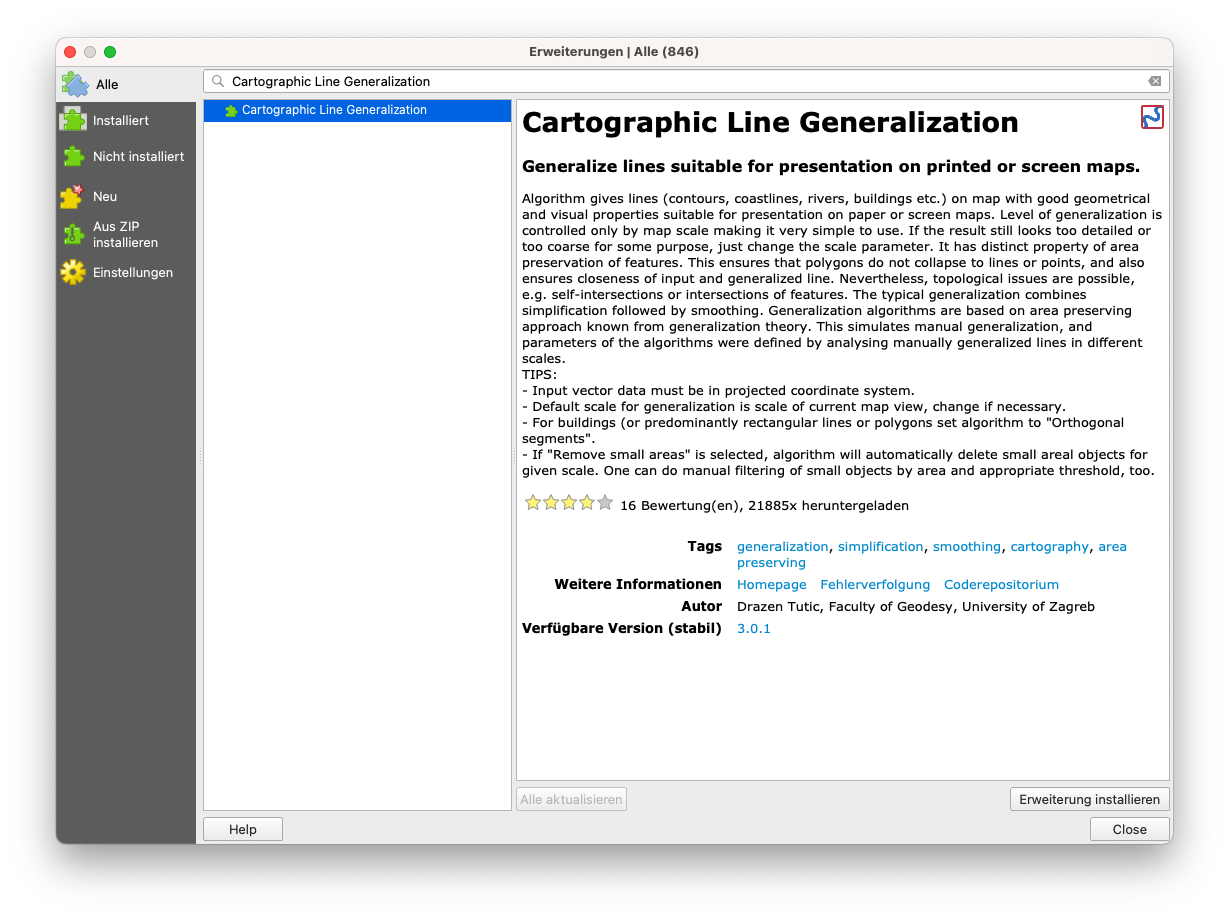 Erweiterungen | Alle (846)
Alle
Installiert
Nicht installiert
Neu
Aus ZIP
installieren
Einstellungen
Cartographic Line Generalization
Cartographic Line Generalization
Cartographic Line Generalization
Generalize lines suitable for presentation on printed or screen maps.
Algorithm gives lines (contours, coastlines, rivers, buildings etc.) on map with good geometrical
and visual properties suitable for presentation on paper or screen maps. Level of generalization is
controlled only by map scale making it very simple to use. If the result still looks too detailed or
too coarse for some purpose, just change the scale parameter. It has distinct property of area
preservation of features. This ensures that polygons do not collapse to lines or points, and also
ensures closeness of input and generalized line. Nevertheless, topological issues are possible,
e.g. self-intersections or intersections of features. The typical generalization combines
simplification followed by smoothing. Generalization algorithms are based on area preserving
approach known from generalization theory. This simulates manual generalization, and
parameters of the algorithms were defined by analysing manually generalized lines in different
scales.
TIPS:
- Input vector data must be in projected coordinate system.
- Default scale for generalization is scale of current map view, change if necessary.
- For buildings (or predominantly rectangular lines or polygons set algorithm to "Orthogonal
segments".
- If "Remove small areas" is selected, algorithm will automatically delete small areal objects for
given scale. One can do manual filtering of small objects by area and appropriate threshold, too.
16 Bewertung(en), 21885x heruntergeladen
Tags generalization, simplification, smoothing, cartography, area
preserving
Weitere Informationen Homepage Fehlerverfolgung Coderepositorium
Autor Drazen Tutic, Faculty of Geodesy, University of Zagreb
Verfügbare Version (stabil) 3.0.1
Alle aktualisieren
Erweiterung installieren
Help
Close